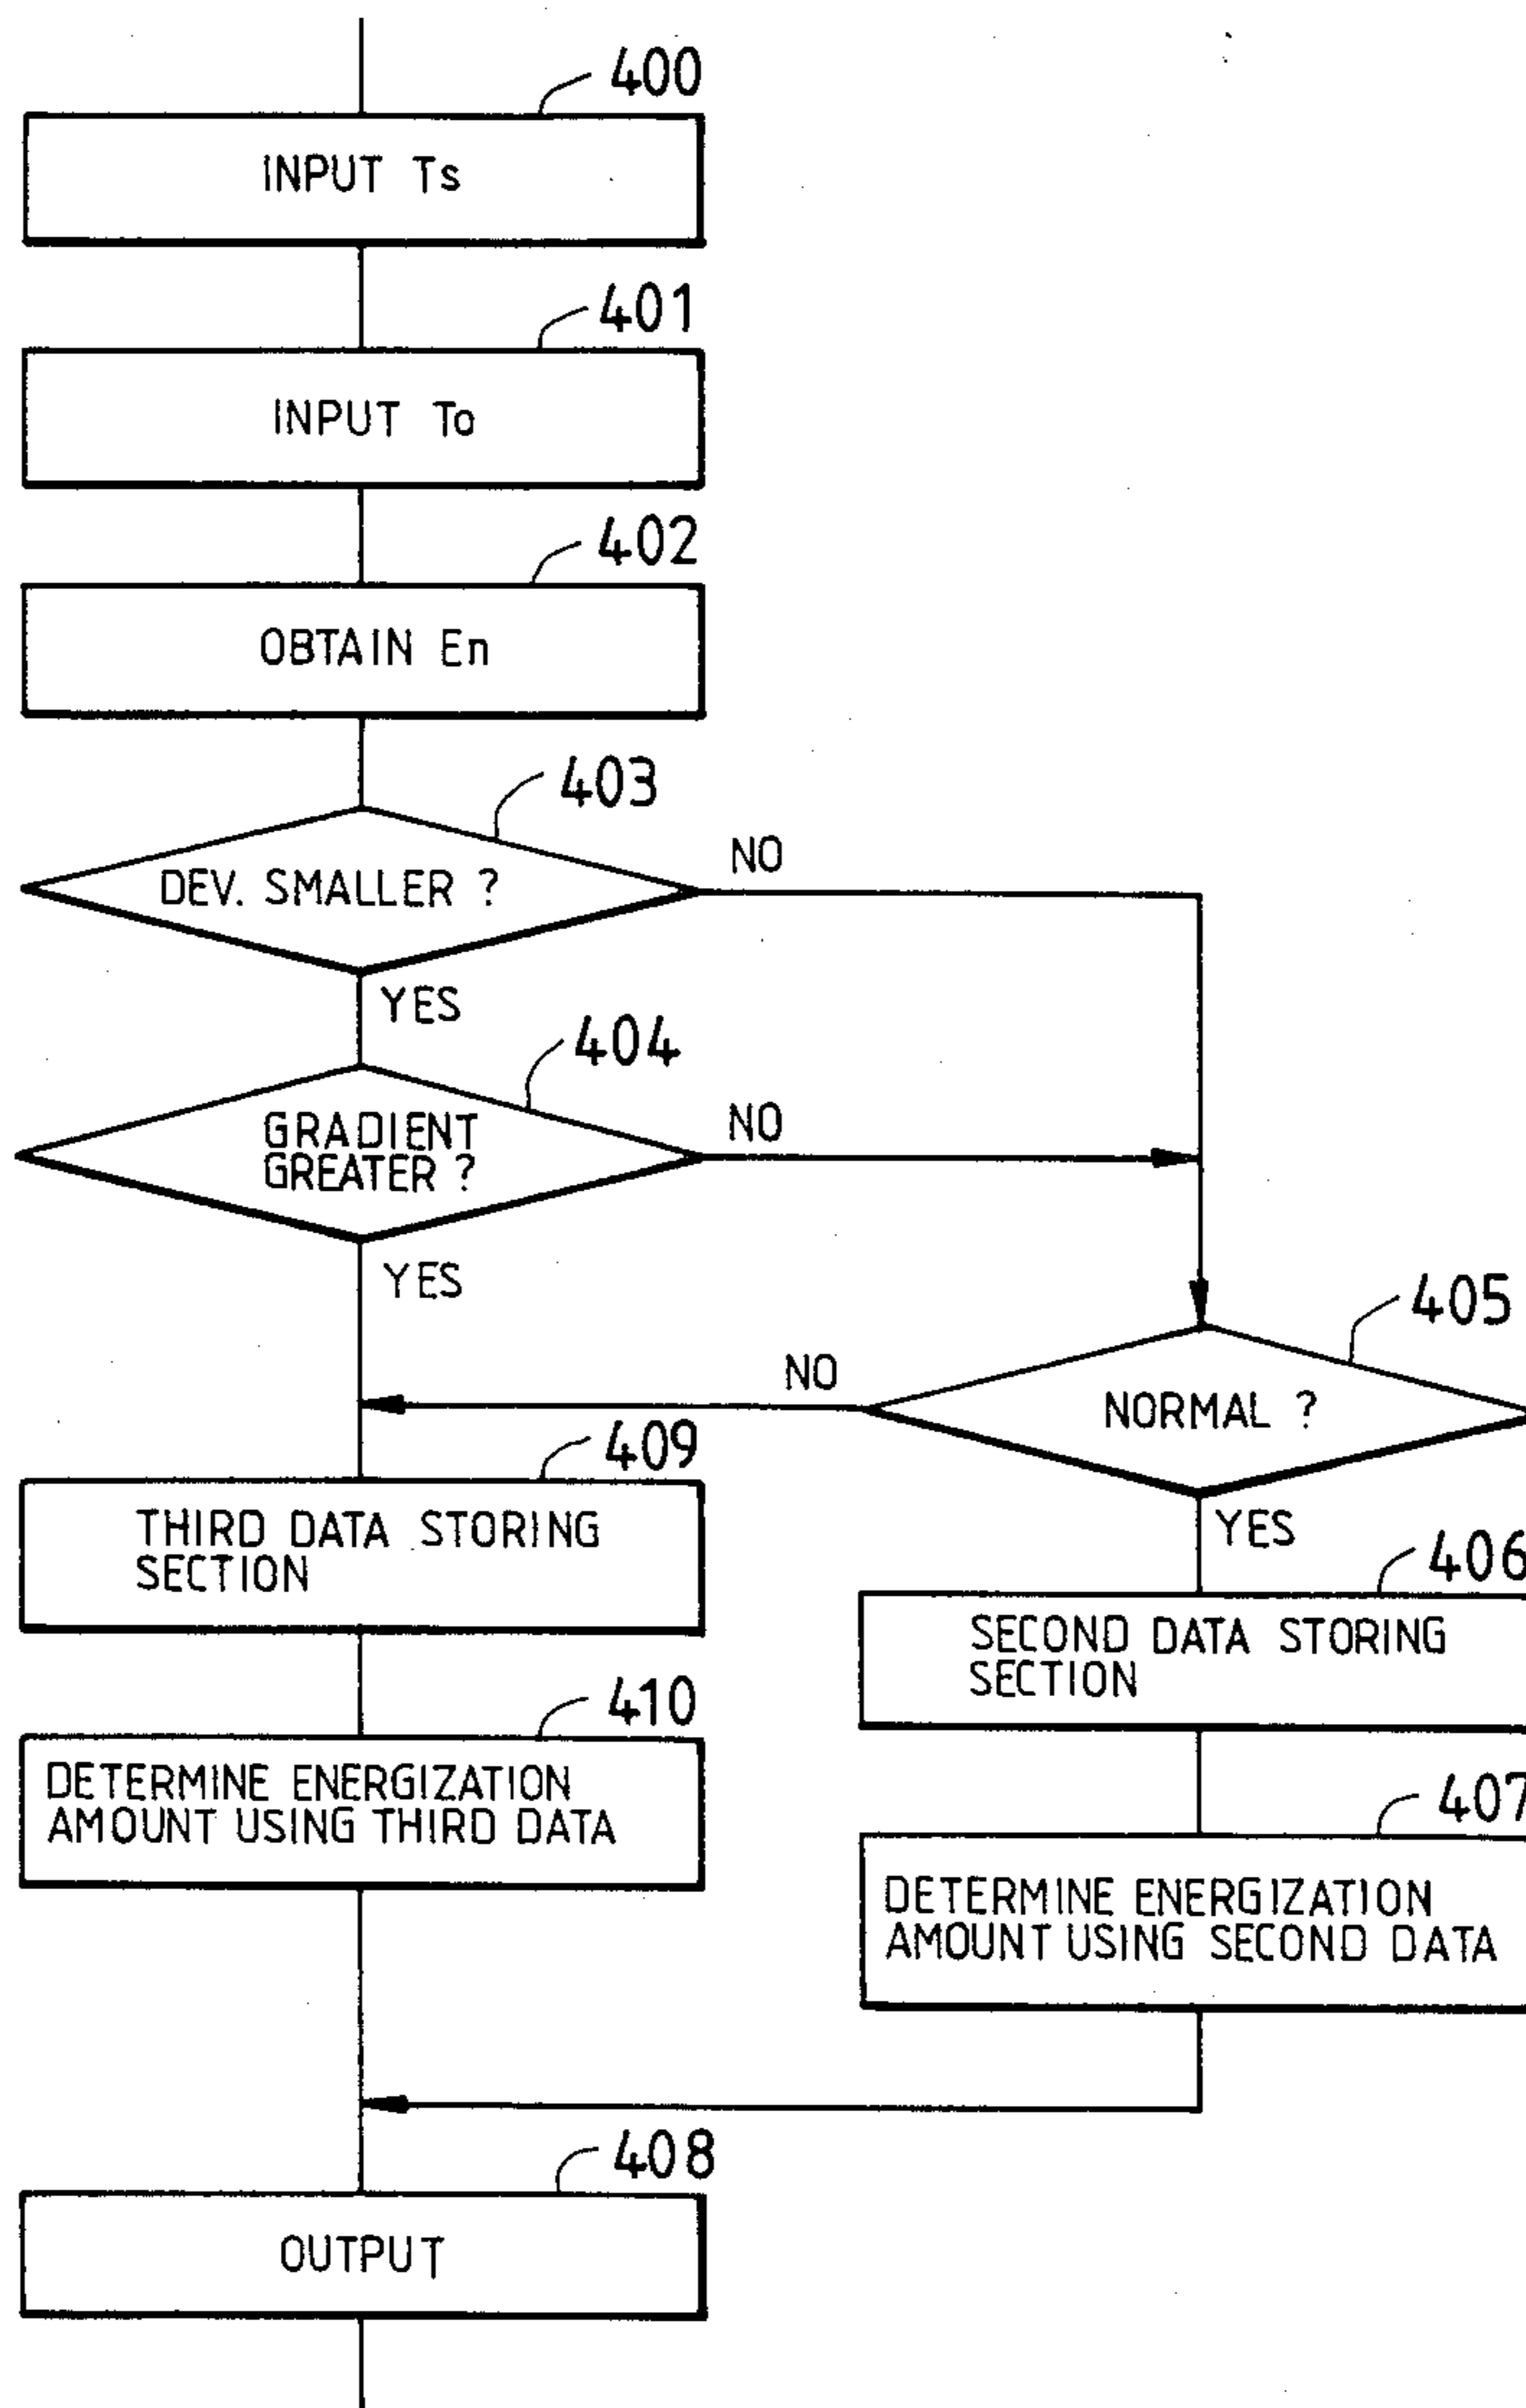 400
INPUT Ts
401
INPUT To
402
OBTAIN En
403
DEV. SMALLER ?
NO
YES
404
GRADIENT
GREATER ?
NO
YES
405
NORMAL ?
NO
YES
409
THIRD DATA STORING
SECTION
406
SECOND DATA STORING
SECTION
410
DETERMINE ENERGIZATION
AMOUNT USING THIRD DATA
407
DETERMINE ENERGIZATION
AMOUNT USING SECOND DATA
408
OUTPUT